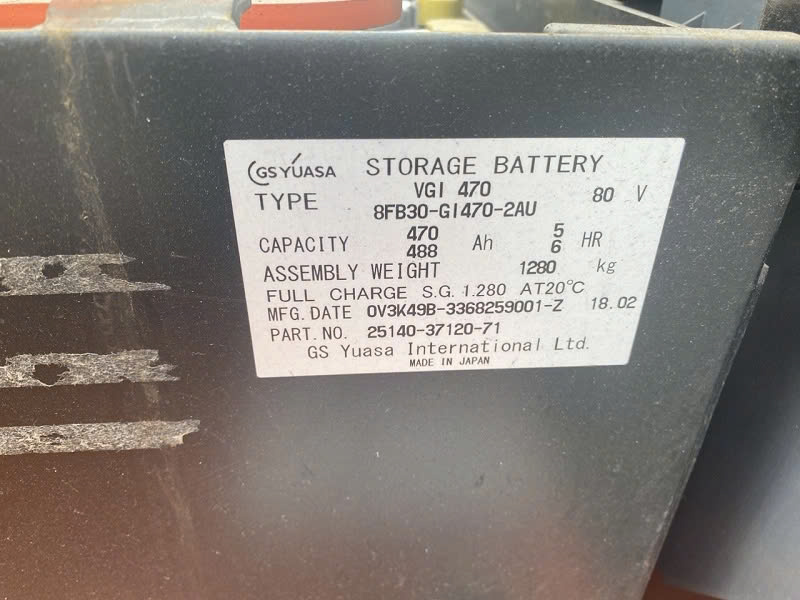 GS YUASA STORAGE BATTERY
TYPE VGI 470 80 V
8FB30-GI470-2AU
CAPACITY 470 Ah 5 HR
488 6
ASSEMBLY WEIGHT 1280 kg
FULL CHARGE S.G. 1.280 AT20℃
MFG. DATE 0V3K49B-3368259001-Z 18.02
PART.NO. 25140-37120-71
GS Yuasa International Ltd.
MADE IN JAPAN